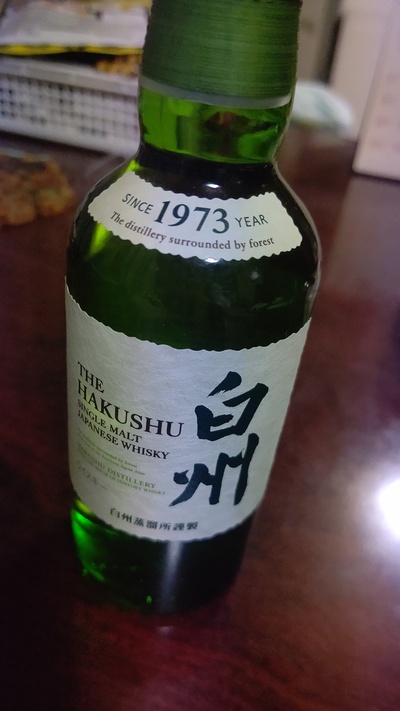 SINCE 1973 YEAR
The distillery surrounded by forest
THE
HAKUSHU
SINGLE MALT
JAPANESE WHISKY
白州
DISTILLERY
白州蒸溜所謹製